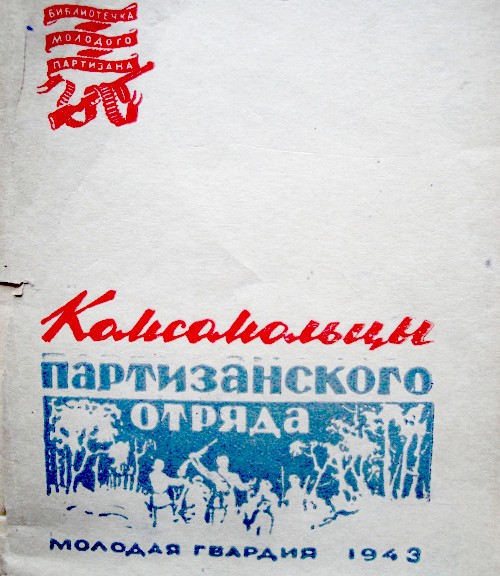 БИБЛИОТЕЧКА
МОЛОДОГО
ПАРТИЗАНА
Комсомольцы
ПАРТИЗАНСКОГО
ОТРЯДА
МОЛОДАЯ ГВАРДИЯ 1943